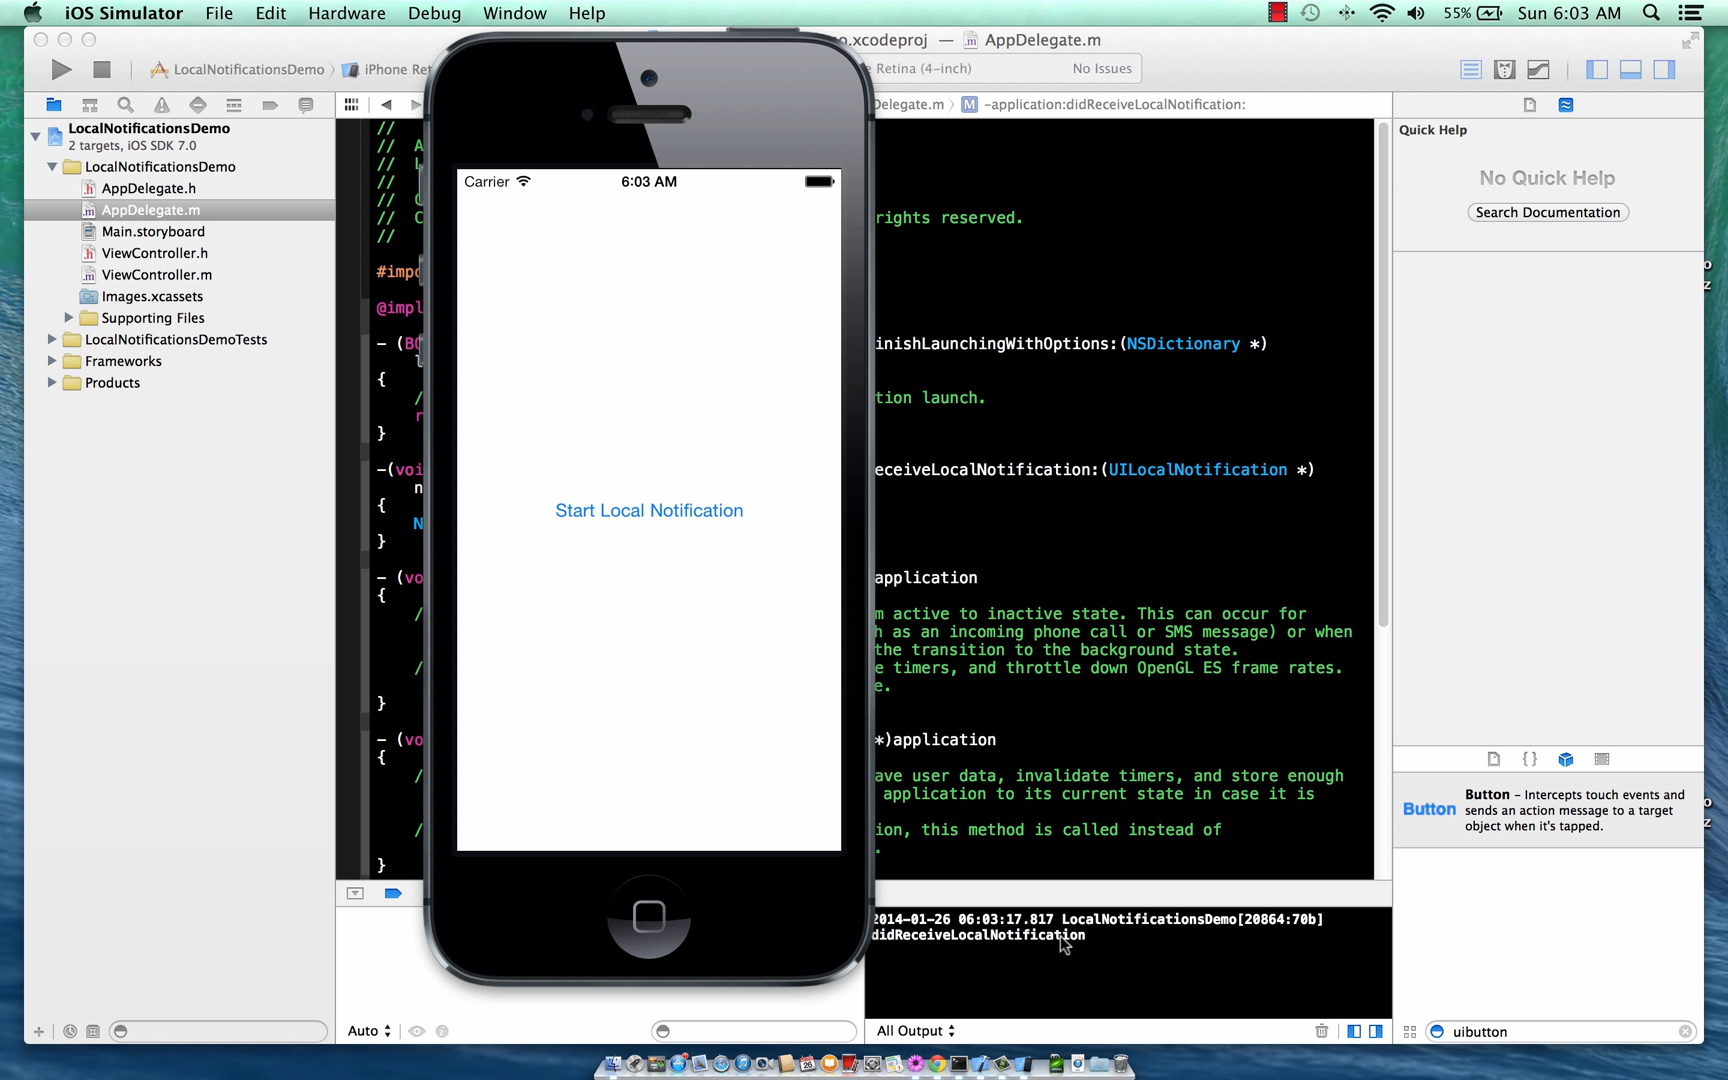 iOS Simulator File Edit Hardware Debug Window Help 55% Sun 6:03 AM
o.xcodeproj — AppDelegate.m
LocalNotificationsDemo iPhone Ret
e Retina (4-inch) No Issues
Delegate.m M -application:didReceiveLocalNotification:
LocalNotificationsDemo
2 targets, iOS SDK 7.0
LocalNotificationsDemo
AppDelegate.h
AppDelegate.m
Main.storyboard
ViewController.h
ViewController.m
Images.xcassets
Supporting Files
LocalNotificationsDemoTests
Frameworks
Products
//
// A
// L
//
// C
// C rights reserved.
//
#impo
@impl
- (BO inishLaunchingWithOptions:(NSDictionary *)
l
{
/ tion launch.
r
}
-(voi eceiveLocalNotification:(UILocalNotification *)
n
{
N
}
- (vo application
{
/ m active to inactive state. This can occur for
h as an incoming phone call or SMS message) or when
the transition to the background state.
/ e timers, and throttle down OpenGL ES frame rates.
e.
}
- (vo *)application
{
/ ave user data, invalidate timers, and store enough
application to its current state in case it is
/ ion, this method is called instead of
.
}
Carrier 6:03 AM
Start Local Notification
2014-01-26 06:03:17.817 LocalNotificationsDemo[20864:70b]
didReceiveLocalNotification
Auto
All Output
Quick Help
No Quick Help
Search Documentation
{ }
Button
Button – Intercepts touch events and
sends an action message to a target
object when it's tapped.
uibutton
o
z
o
z